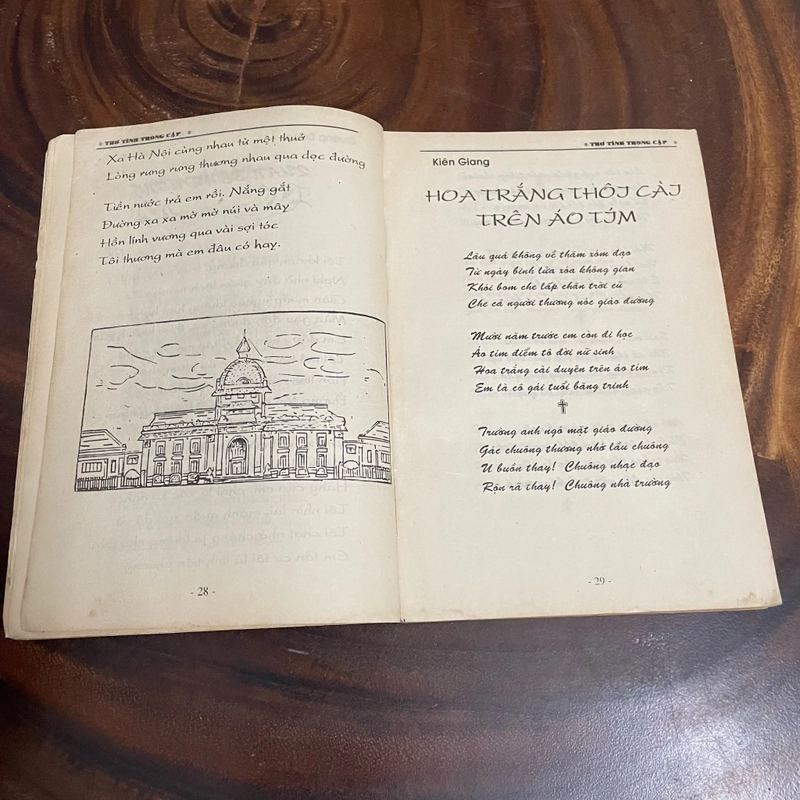 THƠ TÌNH TRONG CẶP
Xa Hà Nội cùng nhau từ một thuở
Lòng rưng rưng thương nhau qua dọc đường
Tiền nước trả em rồi. Nắng gắt
Đường xa xa mờ mờ núi và mây
Hồn lính vương qua vài sợi tóc
Tôi thương mà em đâu có hay.
- 28 -
THƠ TÌNH TRONG CẶP
Kiên Giang
HOA TRẮNG THÔI CÀI
TRÊN ÁO TÍM
Lâu quá không về thăm xóm đạo
Từ ngày binh lửa xóa không gian
Khói bom che lấp chân trời cũ
Che cả người thương nóc giáo đường
Mười năm trước em còn đi học
Áo tím điểm tô đời nữ sinh
Hoa trắng cài duyên trên áo tím
Em là cô gái tuổi băng trinh
Trường anh ngó mặt giáo đường
Gác chuông thương nhớ lầu chuông
U buồn thay! Chuông nhạc đạo
Rộn rã thay! Chuông nhà trường
- 29 -